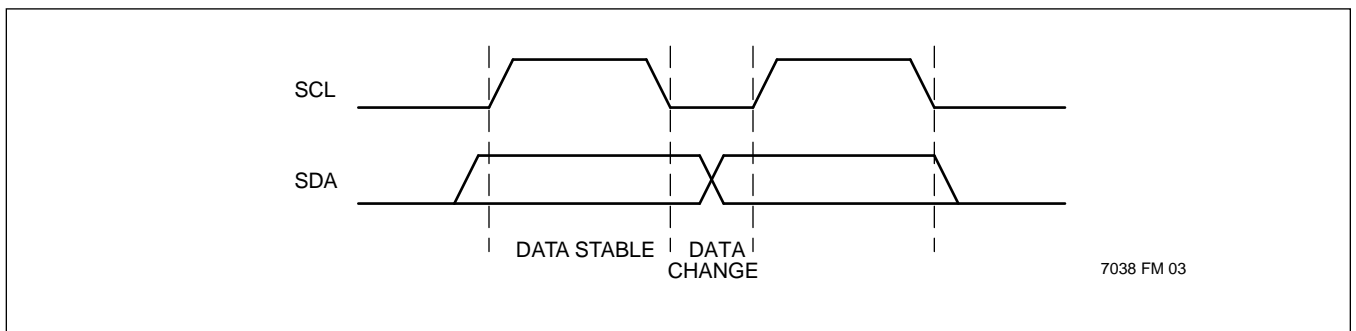 SCL
SDA
DATA STABLE
DATA
CHANGE
7038 FM 03